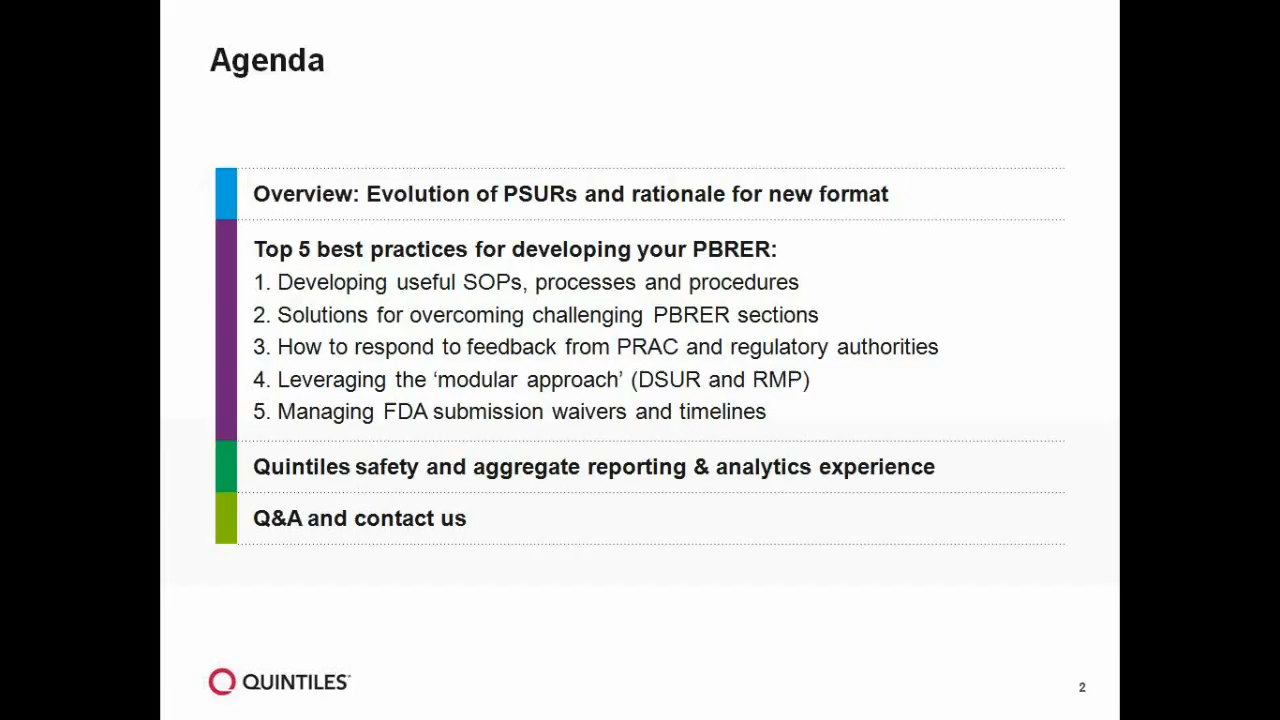 Agenda
Overview: Evolution of PSURs and rationale for new format
Top 5 best practices for developing your PBRER:
1. Developing useful SOPs, processes and procedures
2. Solutions for overcoming challenging PBRER sections
3. How to respond to feedback from PRAC and regulatory authorities
4. Leveraging the ‘modular approach’ (DSUR and RMP)
5. Managing FDA submission waivers and timelines
Quintiles safety and aggregate reporting & analytics experience
Q&A and contact us
QUINTILES
2